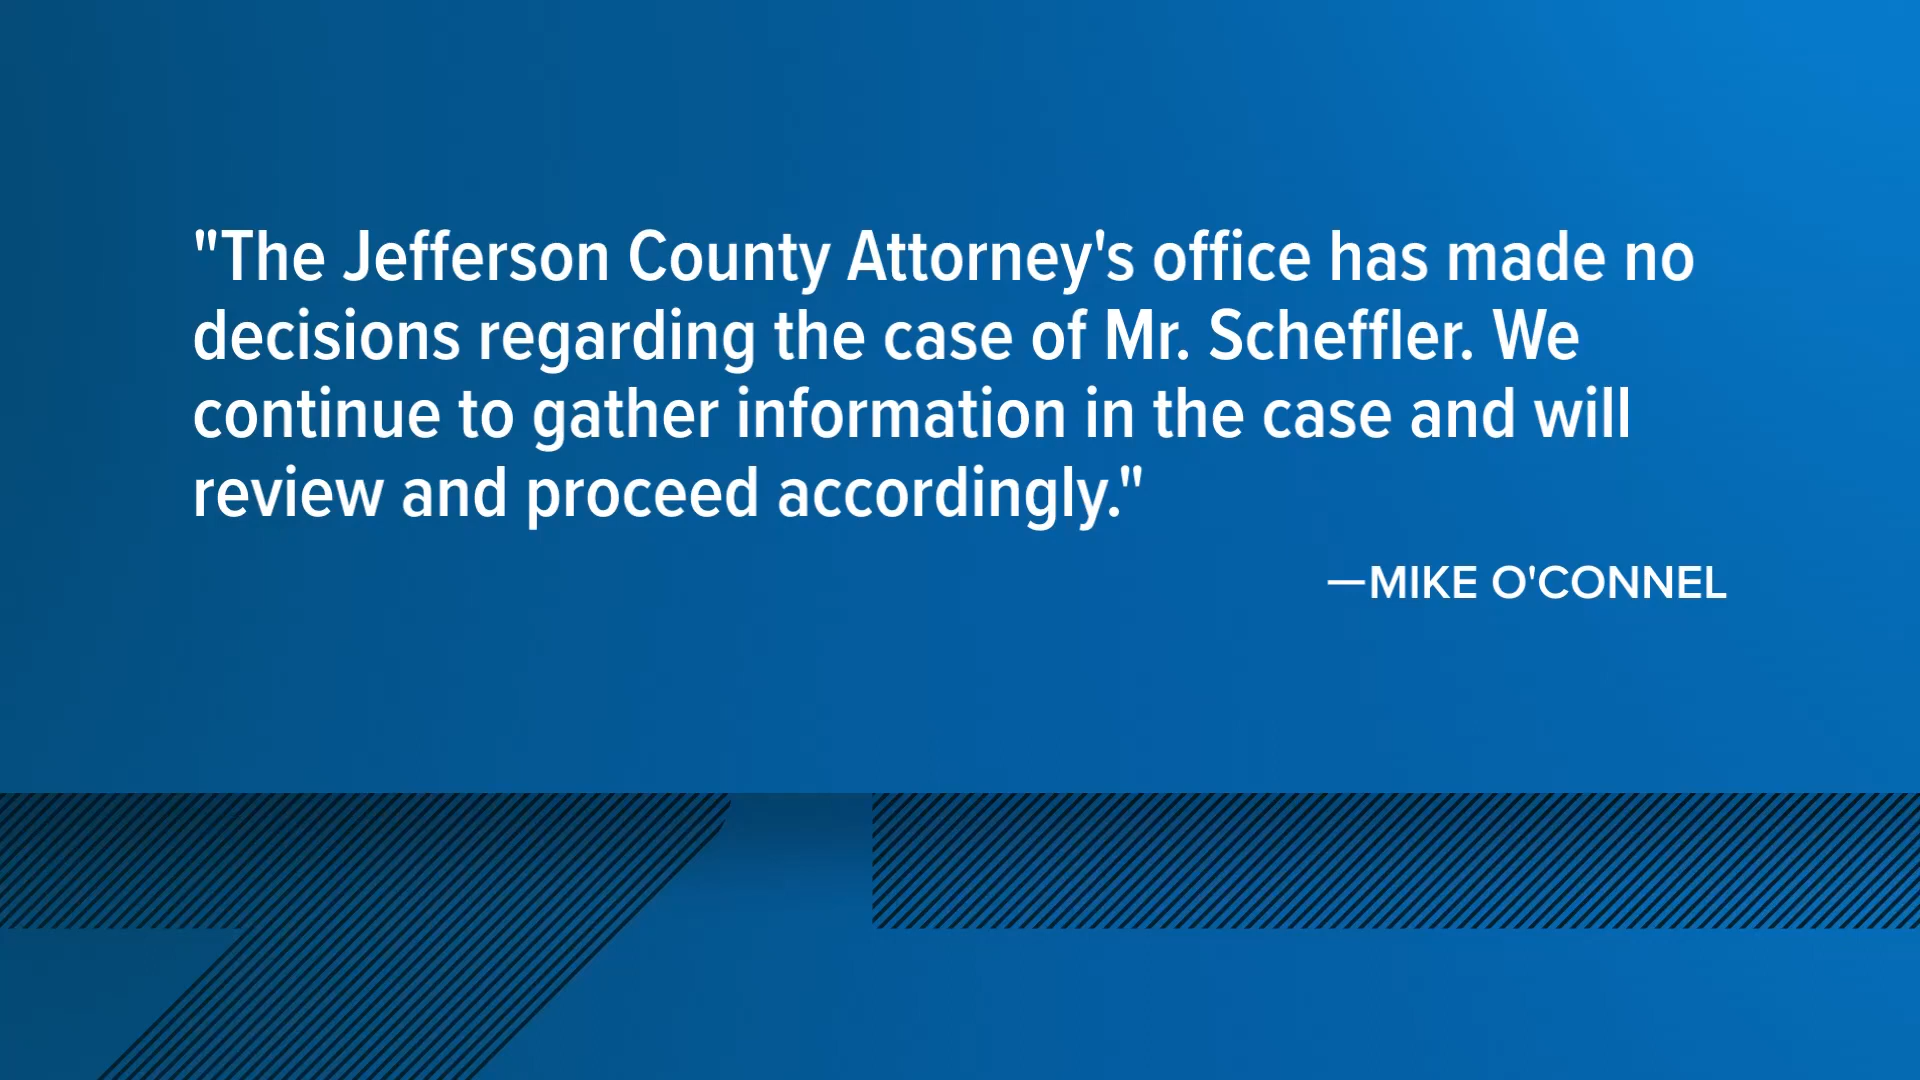 "The Jefferson County Attorney's office has made no
decisions regarding the case of Mr. Scheffler. We
continue to gather information in the case and will
review and proceed accordingly."
—MIKE O'CONNEL